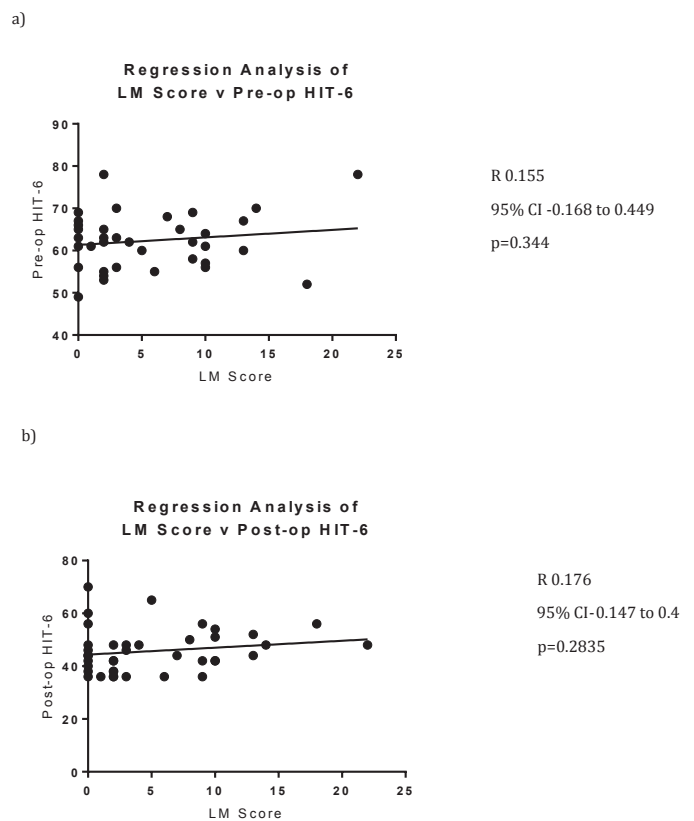 a)
Regression Analysis of
LM Score v Pre-op HIT-6
90
80
70
60
50
40
0 5 10 15 20 25
Pre-op HIT-6
LM Score
R 0.155
95% CI -0.168 to 0.449
p=0.344
b)
Regression Analysis of
LM Score v Post-op HIT-6
80
60
40
20
0
0 5 10 15 20 25
Post-op HIT-6
LM Score
R 0.176
95% CI-0.147 to 0.4
p=0.2835